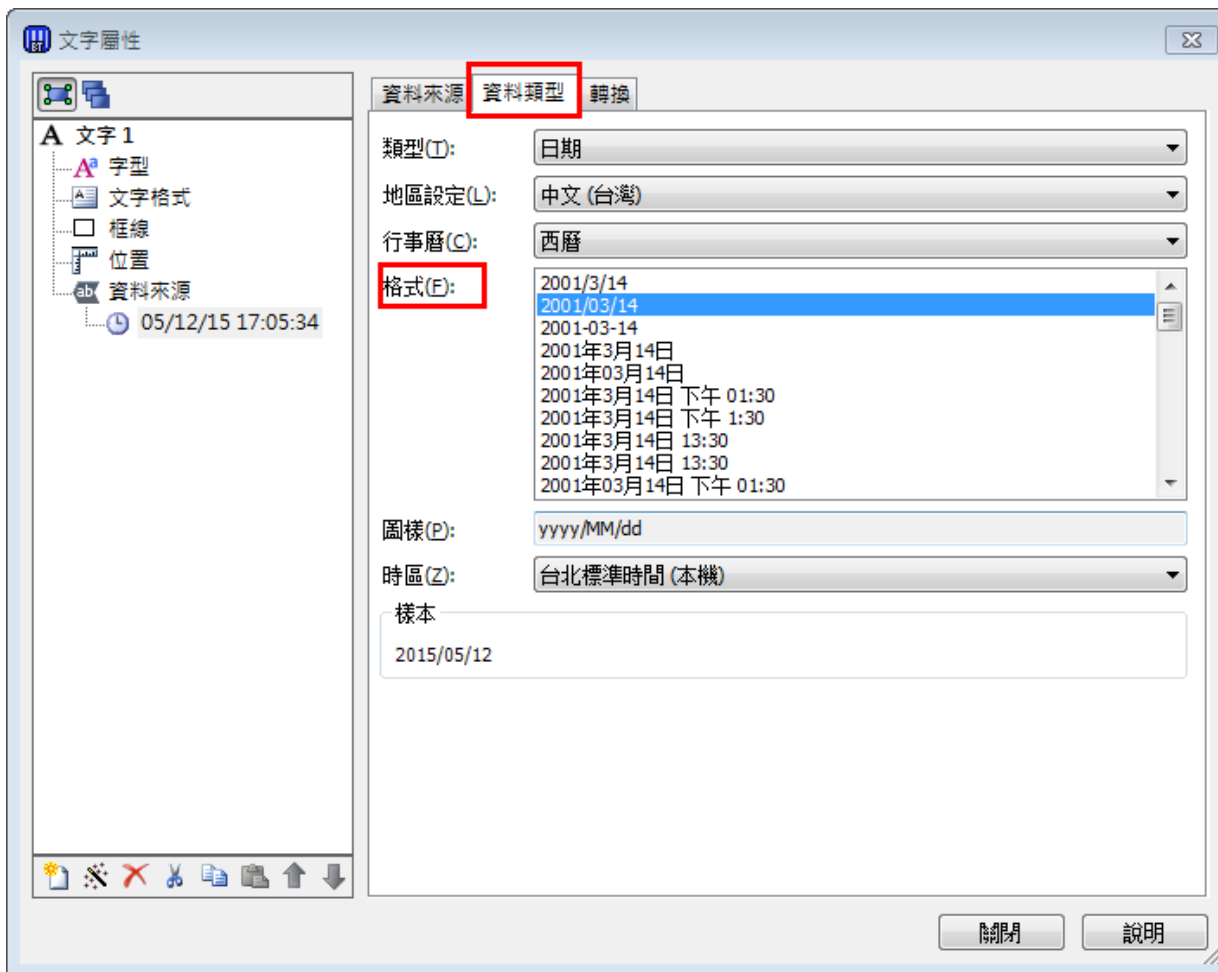 文字屬性
資料來源 資料類型 轉換
A 文字 1
字型
文字格式
框線
位置
資料來源
05/12/15 17:05:34
類型(T): 日期
地區設定(L): 中文 (台灣)
行事曆(C): 西曆
格式(F): 2001/3/14
2001/03/14
2001-03-14
2001年3月14日
2001年03月14日
2001年3月14日 下午 01:30
2001年3月14日 下午 1:30
2001年3月14日 13:30
2001年3月14日 13:30
2001年03月14日 下午 01:30
圖樣(P): yyyy/MM/dd
時區(Z): 台北標準時間 (本機)
樣本
2015/05/12
關閉 說明